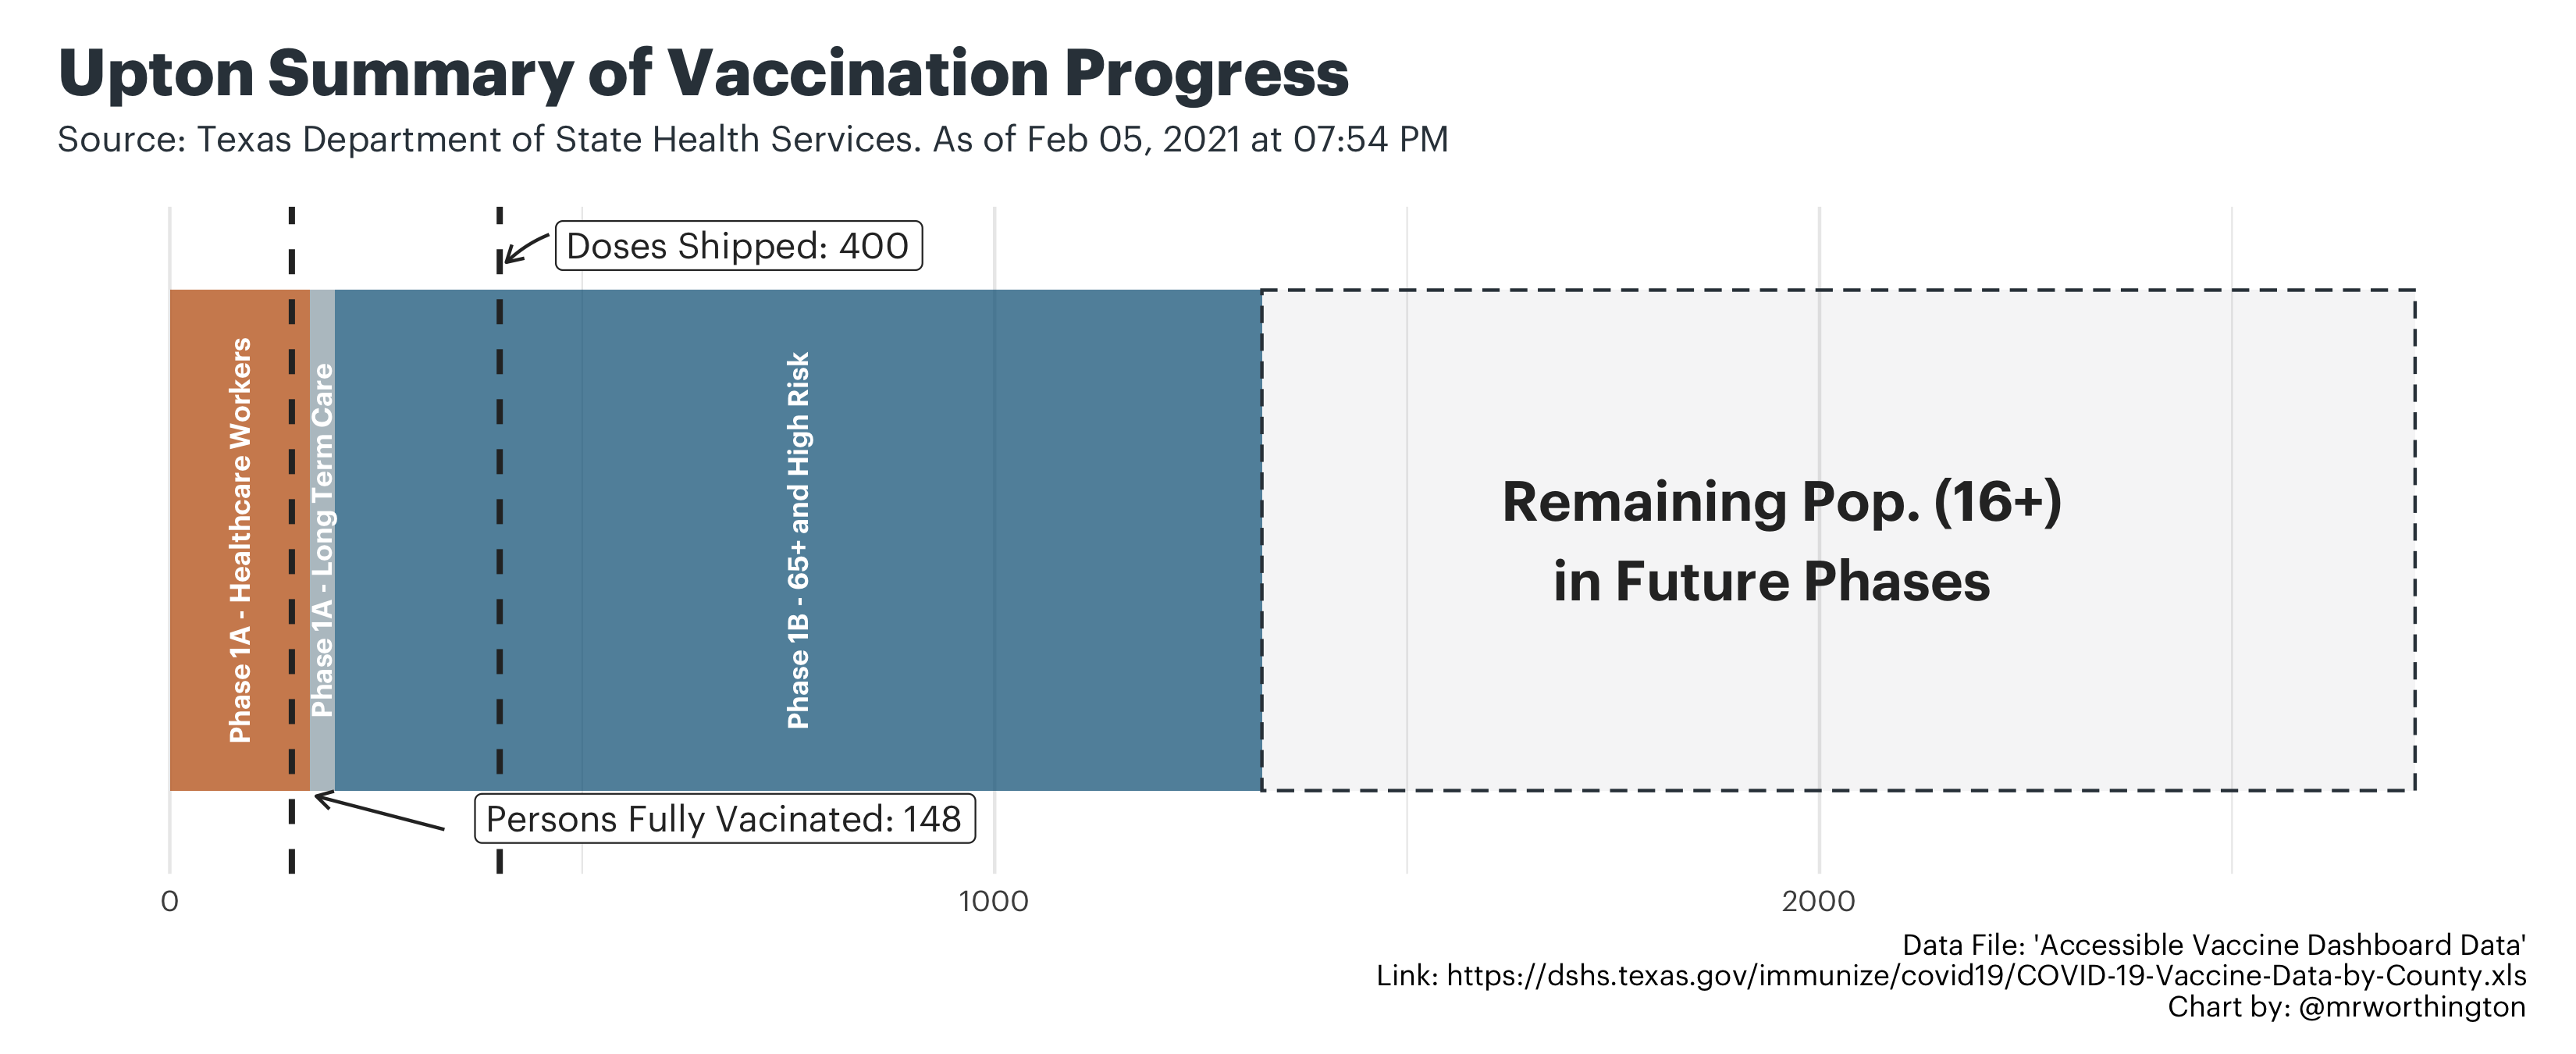 Upton Summary of Vaccination Progress
Source: Texas Department of State Health Services. As of Feb 05, 2021 at 07:54 PM
Doses Shipped: 400
Phase 1A - Healthcare Workers
Phase 1A - Long Term Care
Phase 1B - 65+ and High Risk
Remaining Pop. (16+)
in Future Phases
Persons Fully Vacinated: 148
0
1000
2000
Data File: 'Accessible Vaccine Dashboard Data'
Link: https://dshs.texas.gov/immunize/covid19/COVID-19-Vaccine-Data-by-County.xls
Chart by: @mrworthington